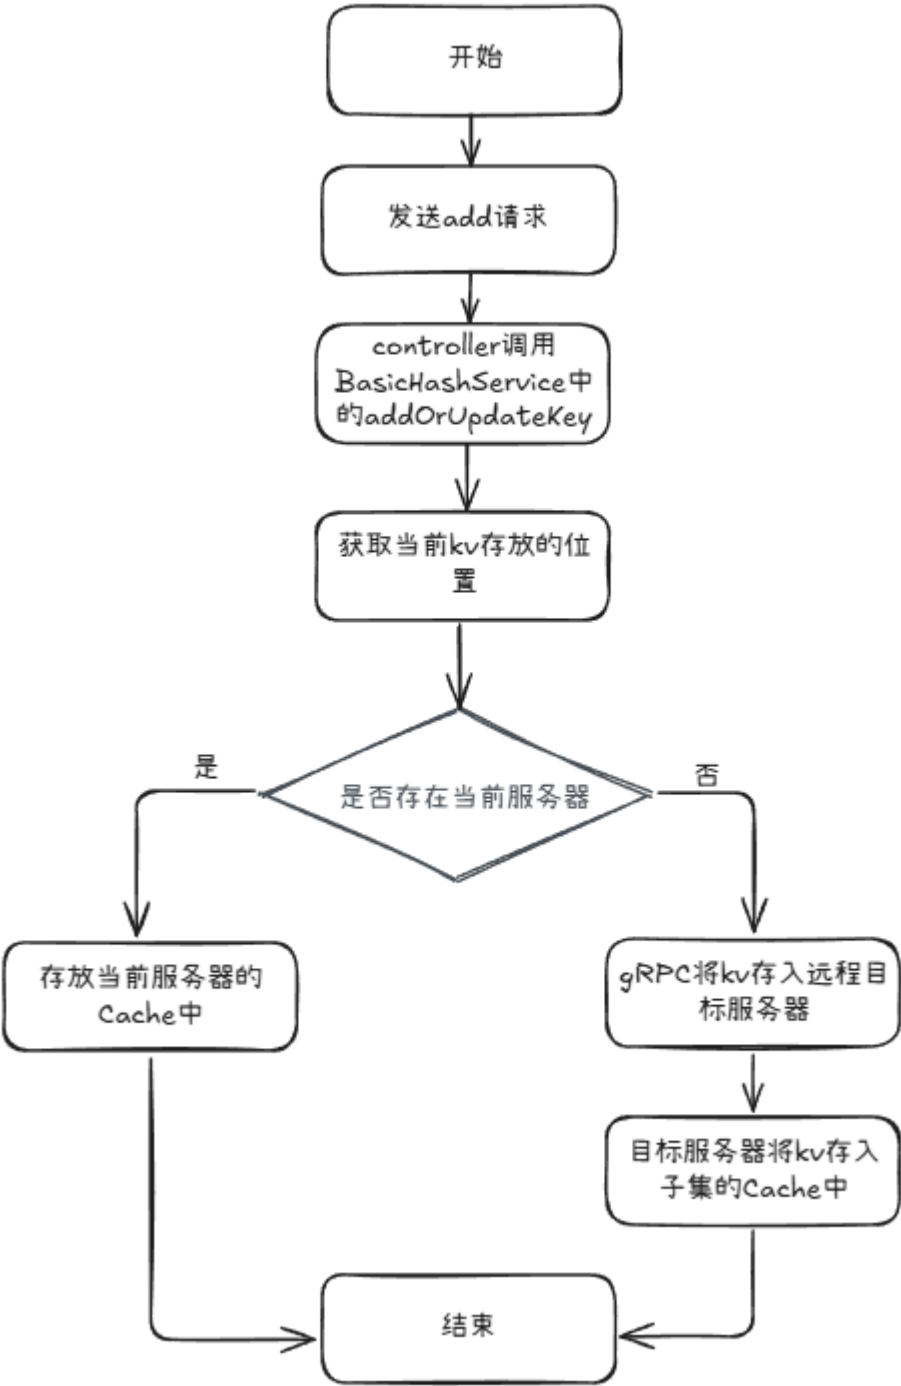 开始
发送add请求
controller调用
BasicHashService中
的addOrUpdateKey
获取当前kv存放的位
置
是
否
是否存在当前服务器
存放当前服务器的
Cache中
gRPC将kv存入远程目
标服务器
目标服务器将kv存入
子集的Cache中
结束